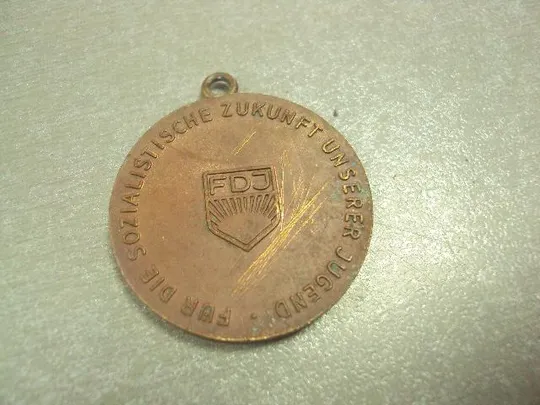 FÜR DIE SOZIALISTISCHE ZUKUNFT UNSERER JUGEND.
FDJ